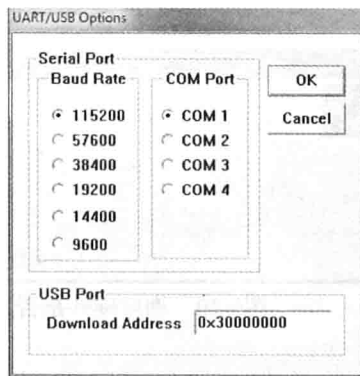 UART/USB Options
Serial Port
Baud Rate
115200
57600
38400
19200
14400
9600
COM Port
COM 1
COM 2
COM 3
COM 4
OK
Cancel
USB Port
Download Address 0x30000000